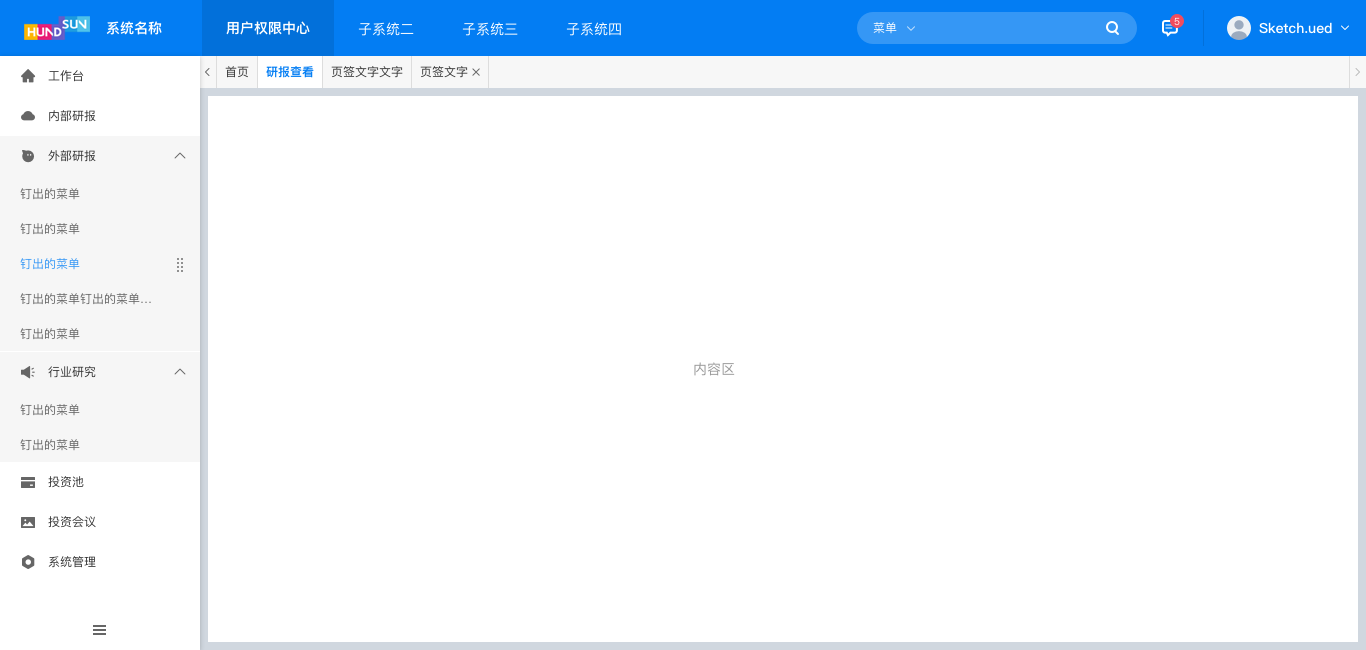 HUNDSUN 系统名称 用户权限中心 子系统二 子系统三 子系统四 菜单 5 Sketch.ued
首页 研报查看 页签文字文字 页签文字
工作台
内部研报
外部研报
钉出的菜单
钉出的菜单
钉出的菜单
钉出的菜单钉出的菜单...
钉出的菜单
行业研究
钉出的菜单
钉出的菜单
投资池
投资会议
系统管理
内容区